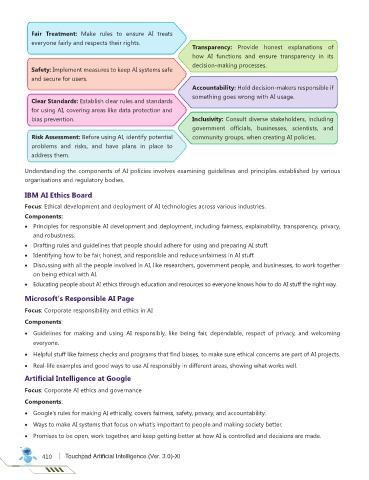 Fair Treatment: Make rules to ensure AI treats
everyone fairly and respects their rights.
Transparency: Provide honest explanations of
how AI functions and ensure transparency in its
decision-making processes.
Safety: Implement measures to keep AI systems safe
and secure for users.
Accountability: Hold decision-makers responsible if
something goes wrong with AI usage.
Clear Standards: Establish clear rules and standards
for using AI, covering areas like data protection and
bias prevention.
Inclusivity: Consult diverse stakeholders, including
government officials, businesses, scientists, and
community groups, when creating AI policies.
Risk Assessment: Before using AI, identify potential
problems and risks, and have plans in place to
address them.
Understanding the components of AI policies involves examining guidelines and principles established by various
organisations and regulatory bodies.
IBM AI Ethics Board
Focus: Ethical development and deployment of AI technologies across various industries.
Components:
• Principles for responsible AI development and deployment, including fairness, explainability, transparency, privacy,
and robustness.
• Drafting rules and guidelines that people should adhere for using and preparing AI stuff.
• Identifying how to be fair, honest, and responsible and reduce unfairness in AI stuff.
• Discussing with all the people involved in AI, like researchers, government people, and businesses, to work together
on being ethical with AI.
• Educating people about AI ethics through education and resources so everyone knows how to do AI stuff the right way.
Microsoft's Responsible AI Page
Focus: Corporate responsibility and ethics in AI
Components:
• Guidelines for making and using AI responsibly, like being fair, dependable, respect of privacy, and welcoming
everyone.
• Helpful stuff like fairness checks and programs that find biases, to make sure ethical concerns are part of AI projects.
• Real-life examples and good ways to use AI responsibly in different areas, showing what works well.
Artificial Intelligence at Google
Focus: Corporate AI ethics and governance
Components:
• Google's rules for making AI ethically, covers fairness, safety, privacy, and accountability.
• Ways to make AI systems that focus on what's important to people and making society better.
• Promises to be open, work together, and keep getting better at how AI is controlled and decisions are made.
410 Touchpad Artificial Intelligence (Ver. 3.0)-XI